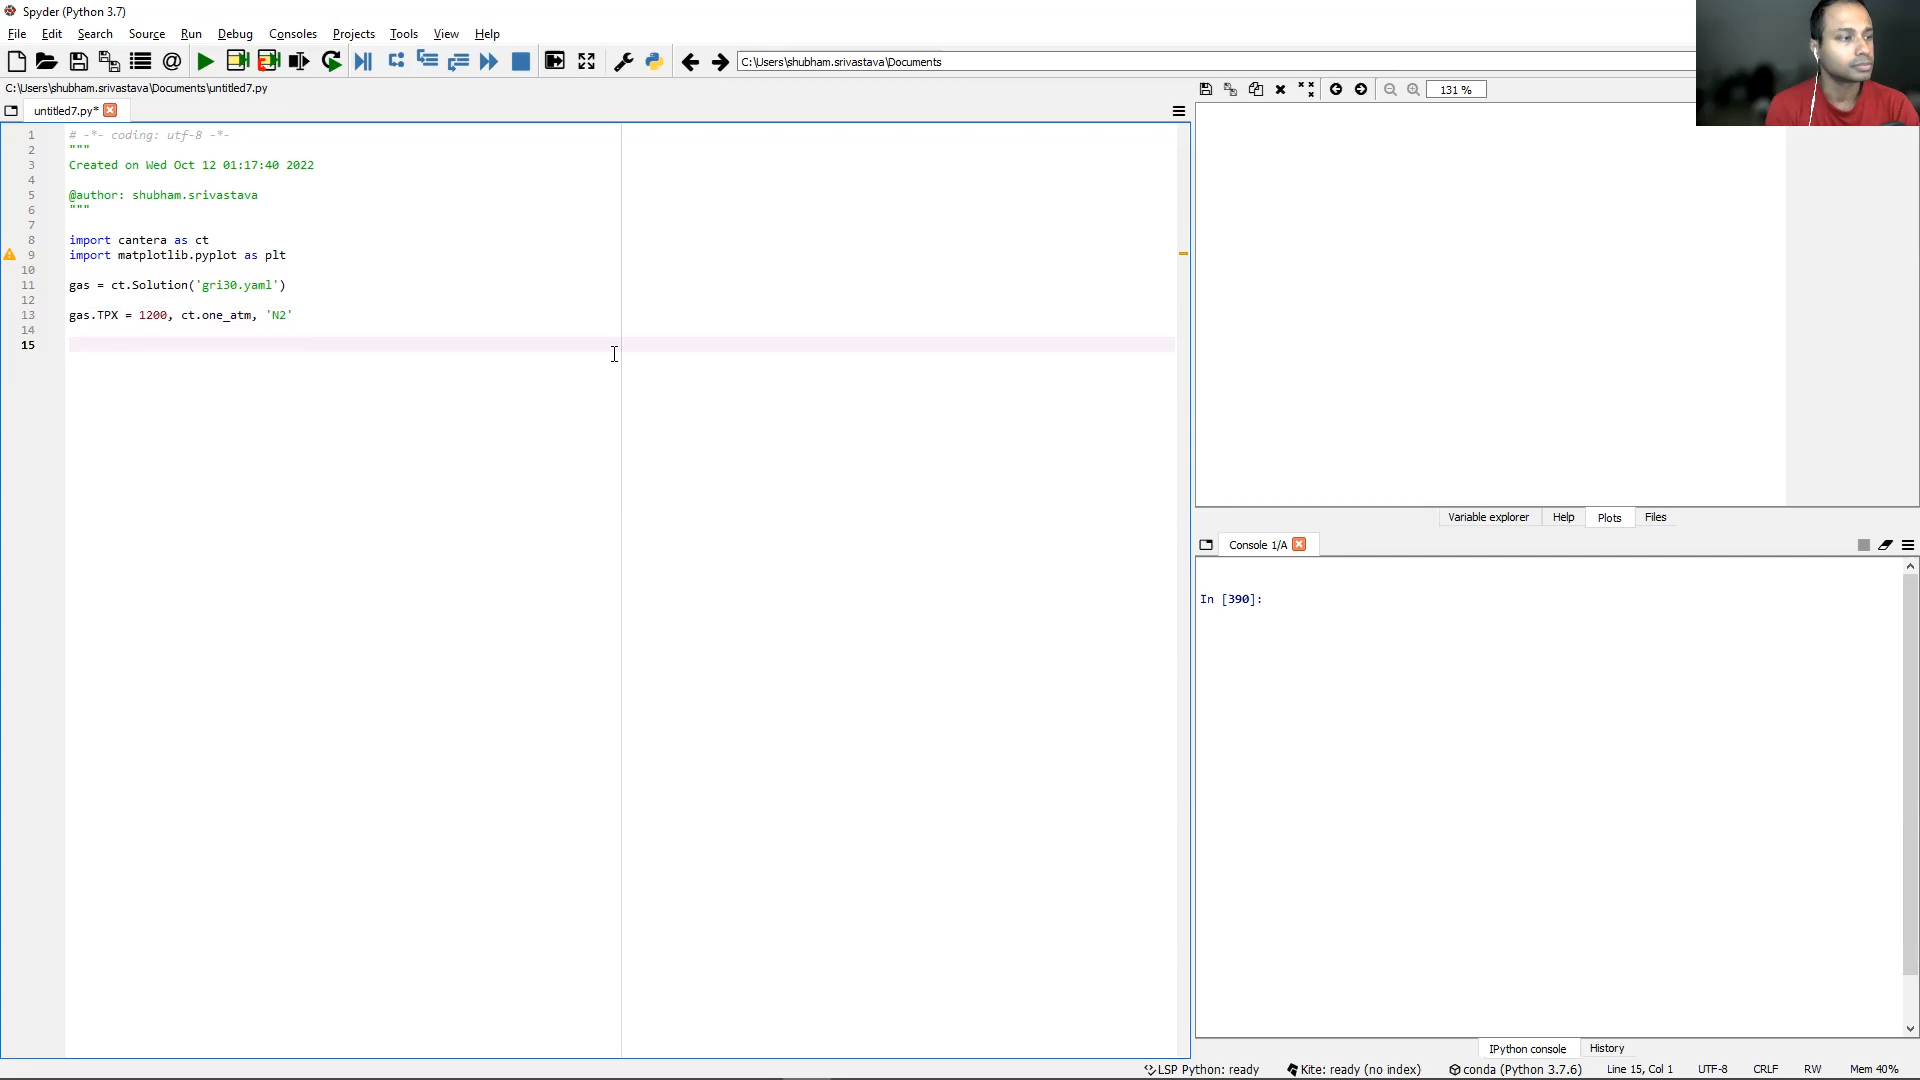 Spyder (Python 3.7)
File Edit Search Source Run Debug Consoles Projects Tools View Help
C:\Users\shubham.srivastava\Documents
C:\Users\shubham.srivastava\Documents\untitled7.py
131 %
untitled7.py*
1 # -*- coding: utf-8 -*-
2 """
3 Created on Wed Oct 12 01:17:40 2022
4
5 @author: shubham.srivastava
6 """
7
8 import cantera as ct
9 import matplotlib.pyplot as plt
10
11 gas = ct.Solution('gri30.yaml')
12
13 gas.TPX = 1200, ct.one_atm, 'N2'
14
15
Variable explorer Help Plots Files
Console 1/A
In [390]:
IPython console History
LSP Python: ready Kite: ready (no index) conda (Python 3.7.6) Line 15, Col 1 UTF-8 CRLF RW Mem 40%